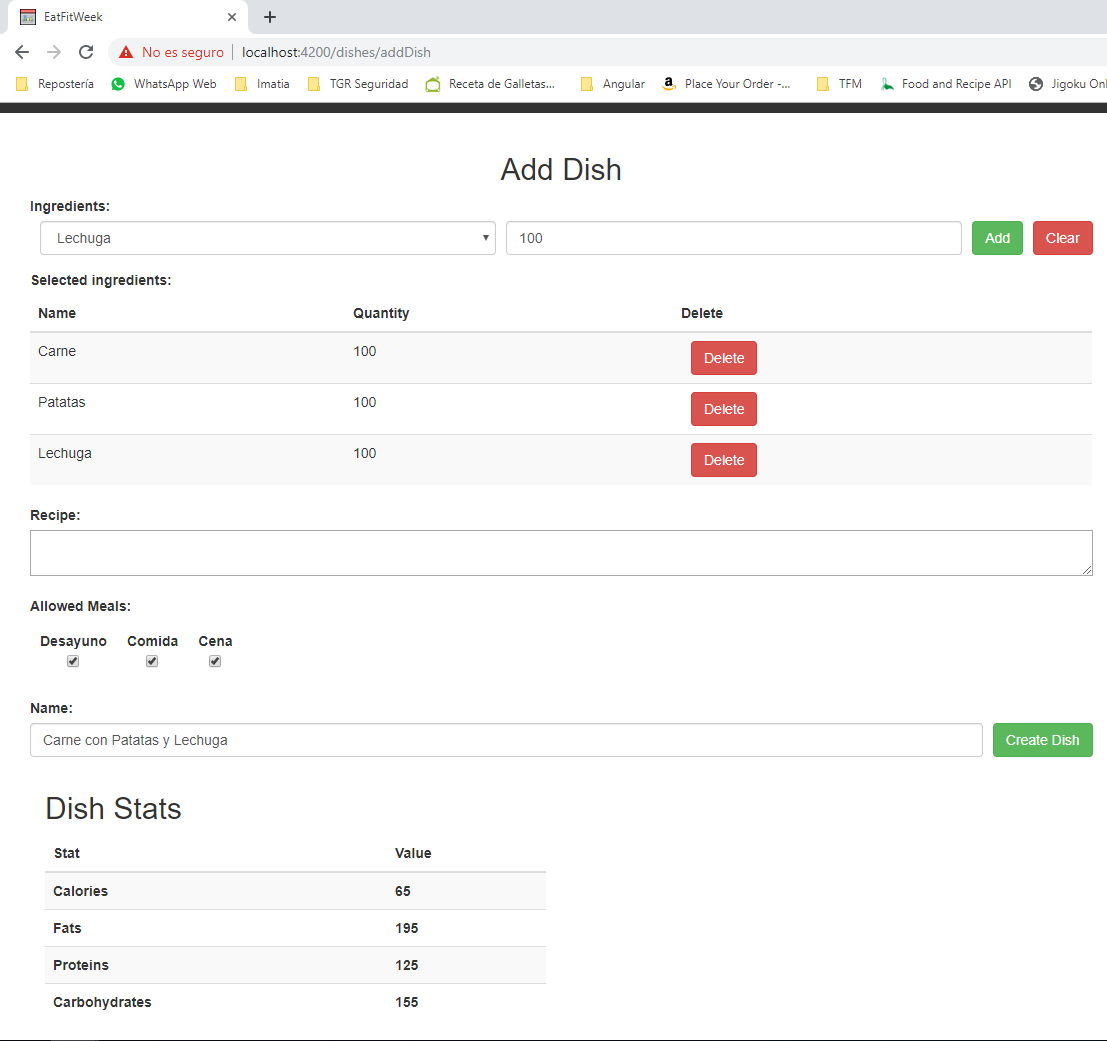 EatFitWeek
No es seguro localhost:4200/dishes/addDish
Repostería WhatsApp Web Imatia TGR Seguridad Receta de Galletas... Angular Place Your Order -... TFM Food and Recipe API Jigoku Onl
Add Dish
Ingredients:
Lechuga 100 Add Clear
Selected ingredients:
Name Quantity Delete
Carne 100 Delete
Patatas 100 Delete
Lechuga 100 Delete
Recipe:
Allowed Meals:
Desayuno Comida Cena
Name:
Carne con Patatas y Lechuga Create Dish
Dish Stats
Stat Value
Calories 65
Fats 195
Proteins 125
Carbohydrates 155